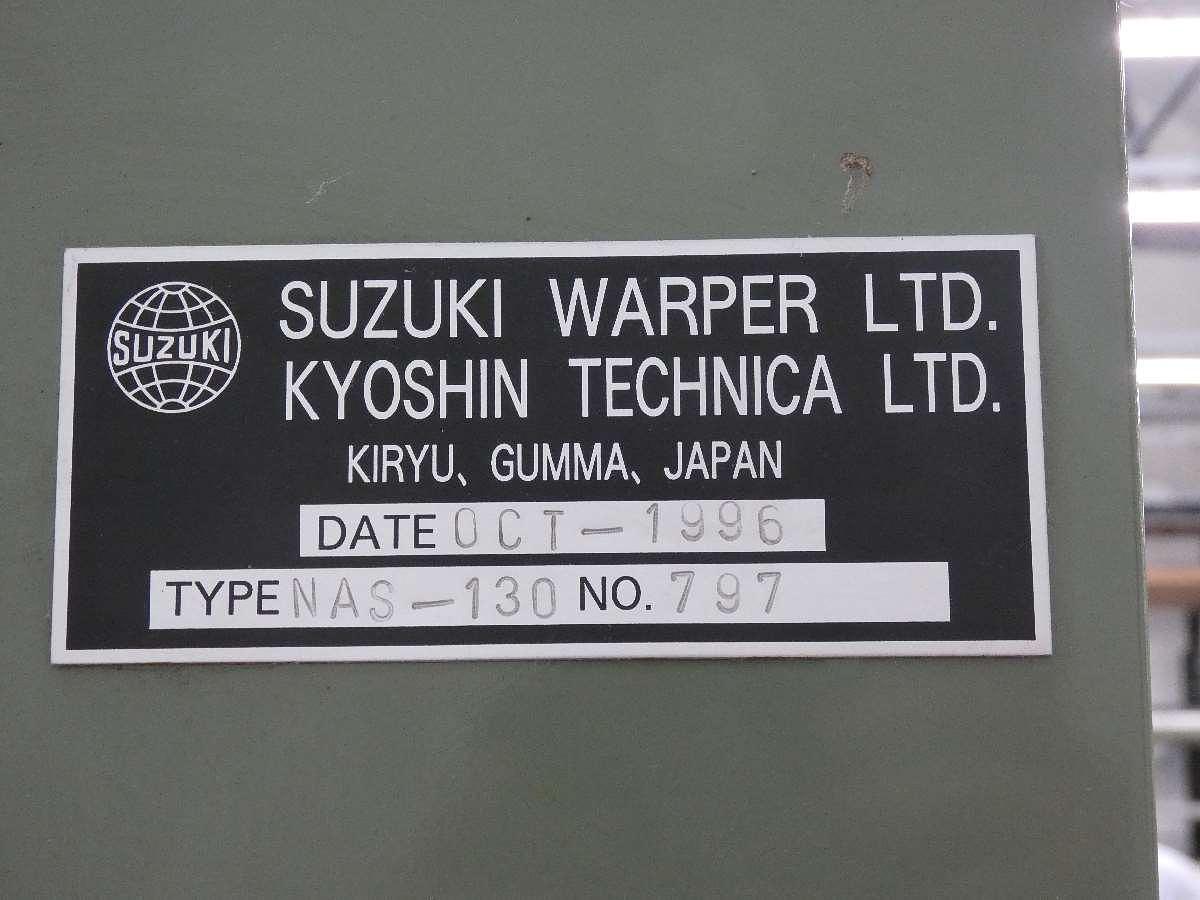 SUZUKI
SUZUKI WARPER LTD.
KYOSHIN TECHNICA LTD.
KIRYU、GUMMA、JAPAN
DATE OCT-1996
TYPE NAS-130 NO. 797